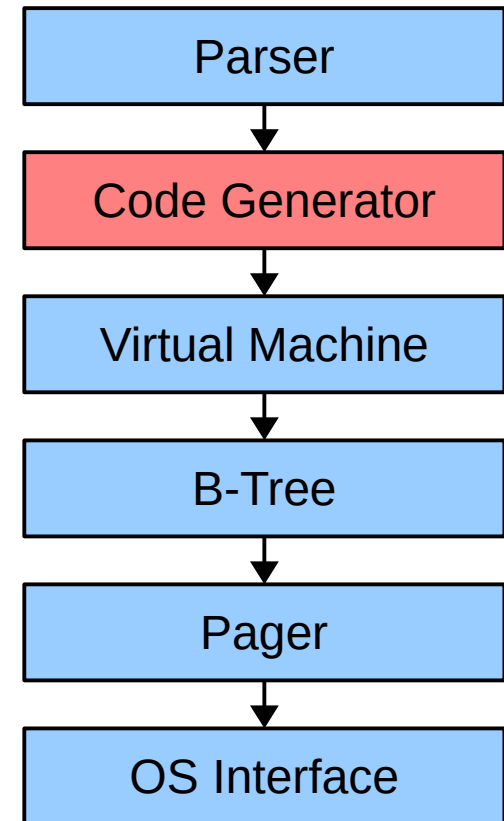 Parser
Code Generator
Virtual Machine
B-Tree
Pager
OS Interface